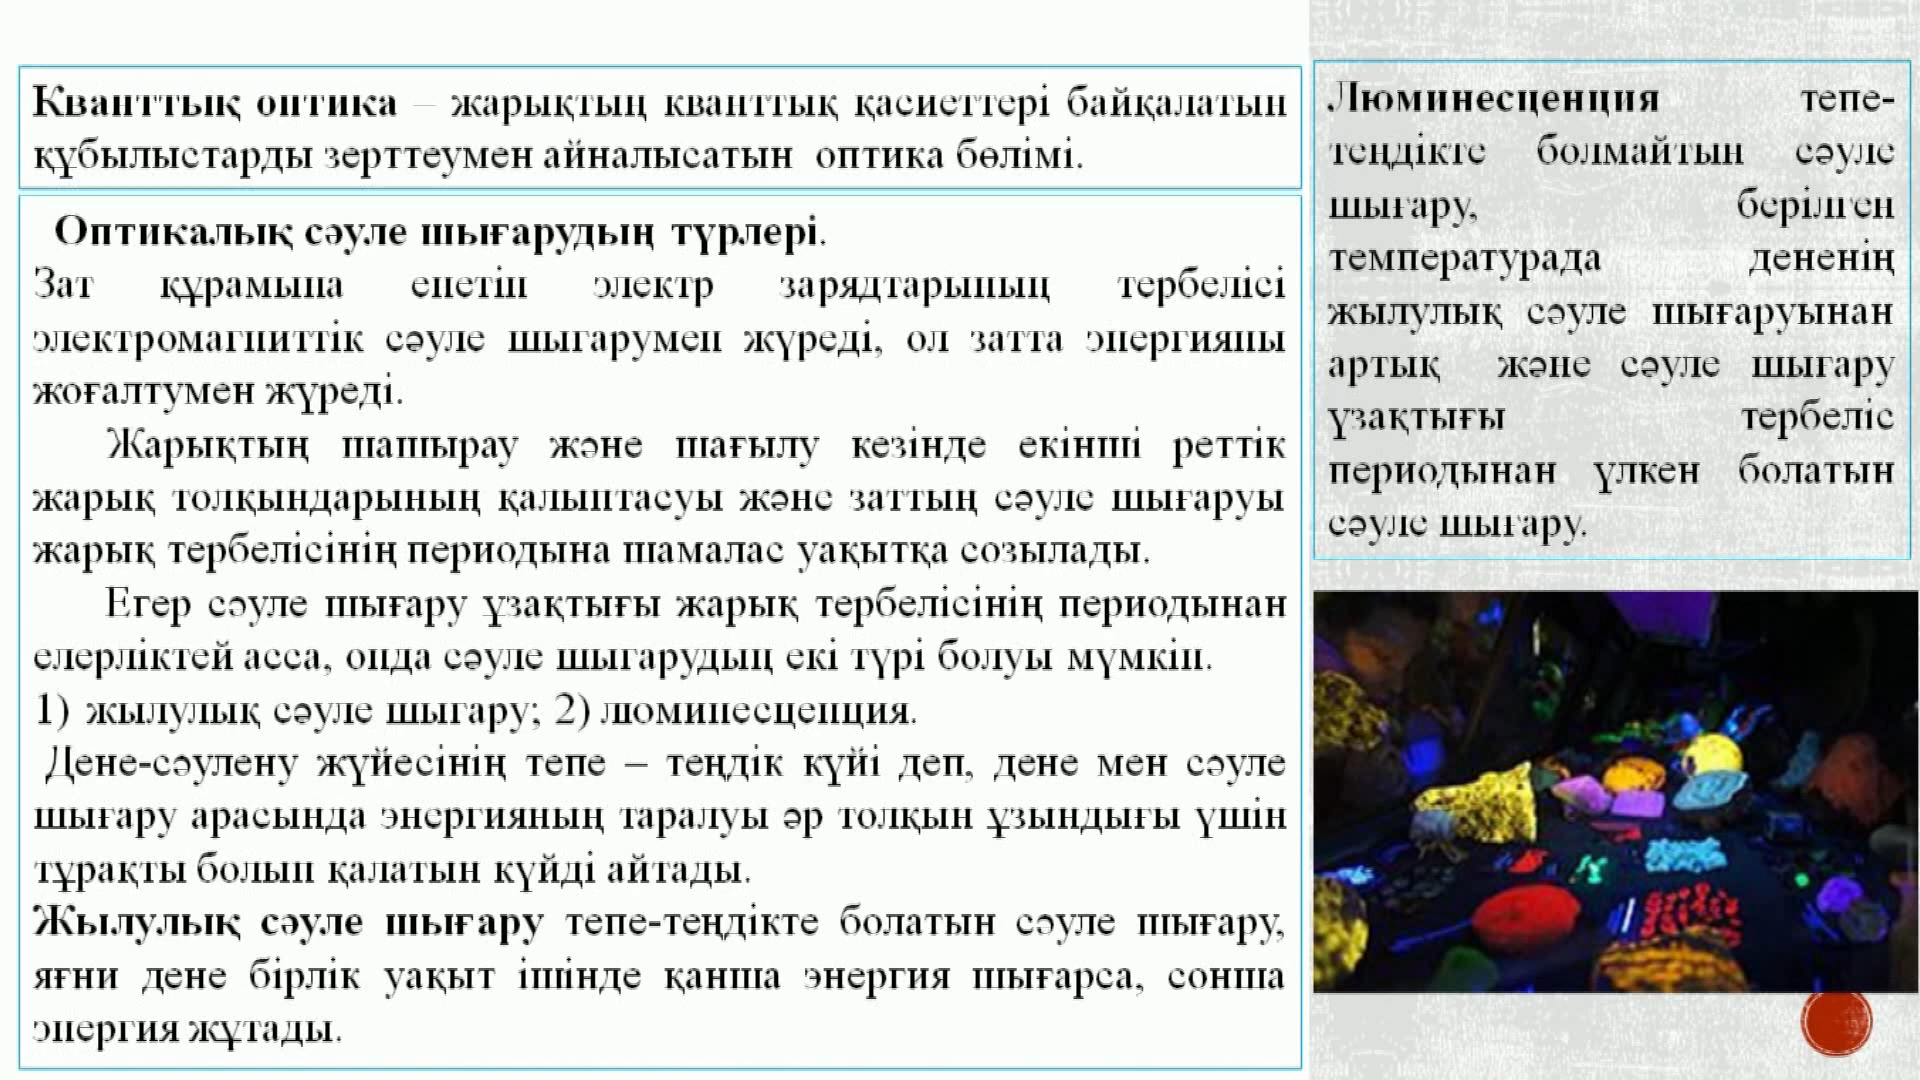 Кванттық оптика – жарықтың кванттық қасиеттері байқалатын
құбылыстарды зерттеумен айналысатын оптика бөлімі.
Оптикалық сәуле шығарудың түрлері.
Зат құрамына енетін электр зарядтарының тербелісі
электромагниттік сәуле шығарумен жүреді, ол затта энергияны
жоғалтумен жүреді.
Жарықтың шашырау және шағылу кезінде екінші реттік
жарық толқындарының қалыптасуы және заттың сәуле шығаруы
жарық тербелісінің периодына шамалас уақытқа созылады.
Егер сәуле шығару ұзақтығы жарық тербелісінің периодынан
елерліктей асса, онда сәуле шығарудың екі түрі болуы мүмкін.
1) жылулық сәуле шығару; 2) люминесценция.
Дене-сәулену жүйесінің тепе – теңдік күйі деп, дене мен сәуле
шығару арасында энергияның таралуы әр толқын ұзындығы үшін
тұрақты болып қалатын күйді айтады.
Жылулық сәуле шығару тепе-теңдікте болатын сәуле шығару,
яғни дене бірлік уақыт ішінде қанша энергия шығарса, сонша
энергия жұтады.
Люминесценция тепе-
теңдікте болмайтын сәуле
шығару, берілген
температурада дененің
жылулық сәуле шығаруынан
артық және сәуле шығару
ұзақтығы тербеліс
периодынан үлкен болатын
сәуле шығару.